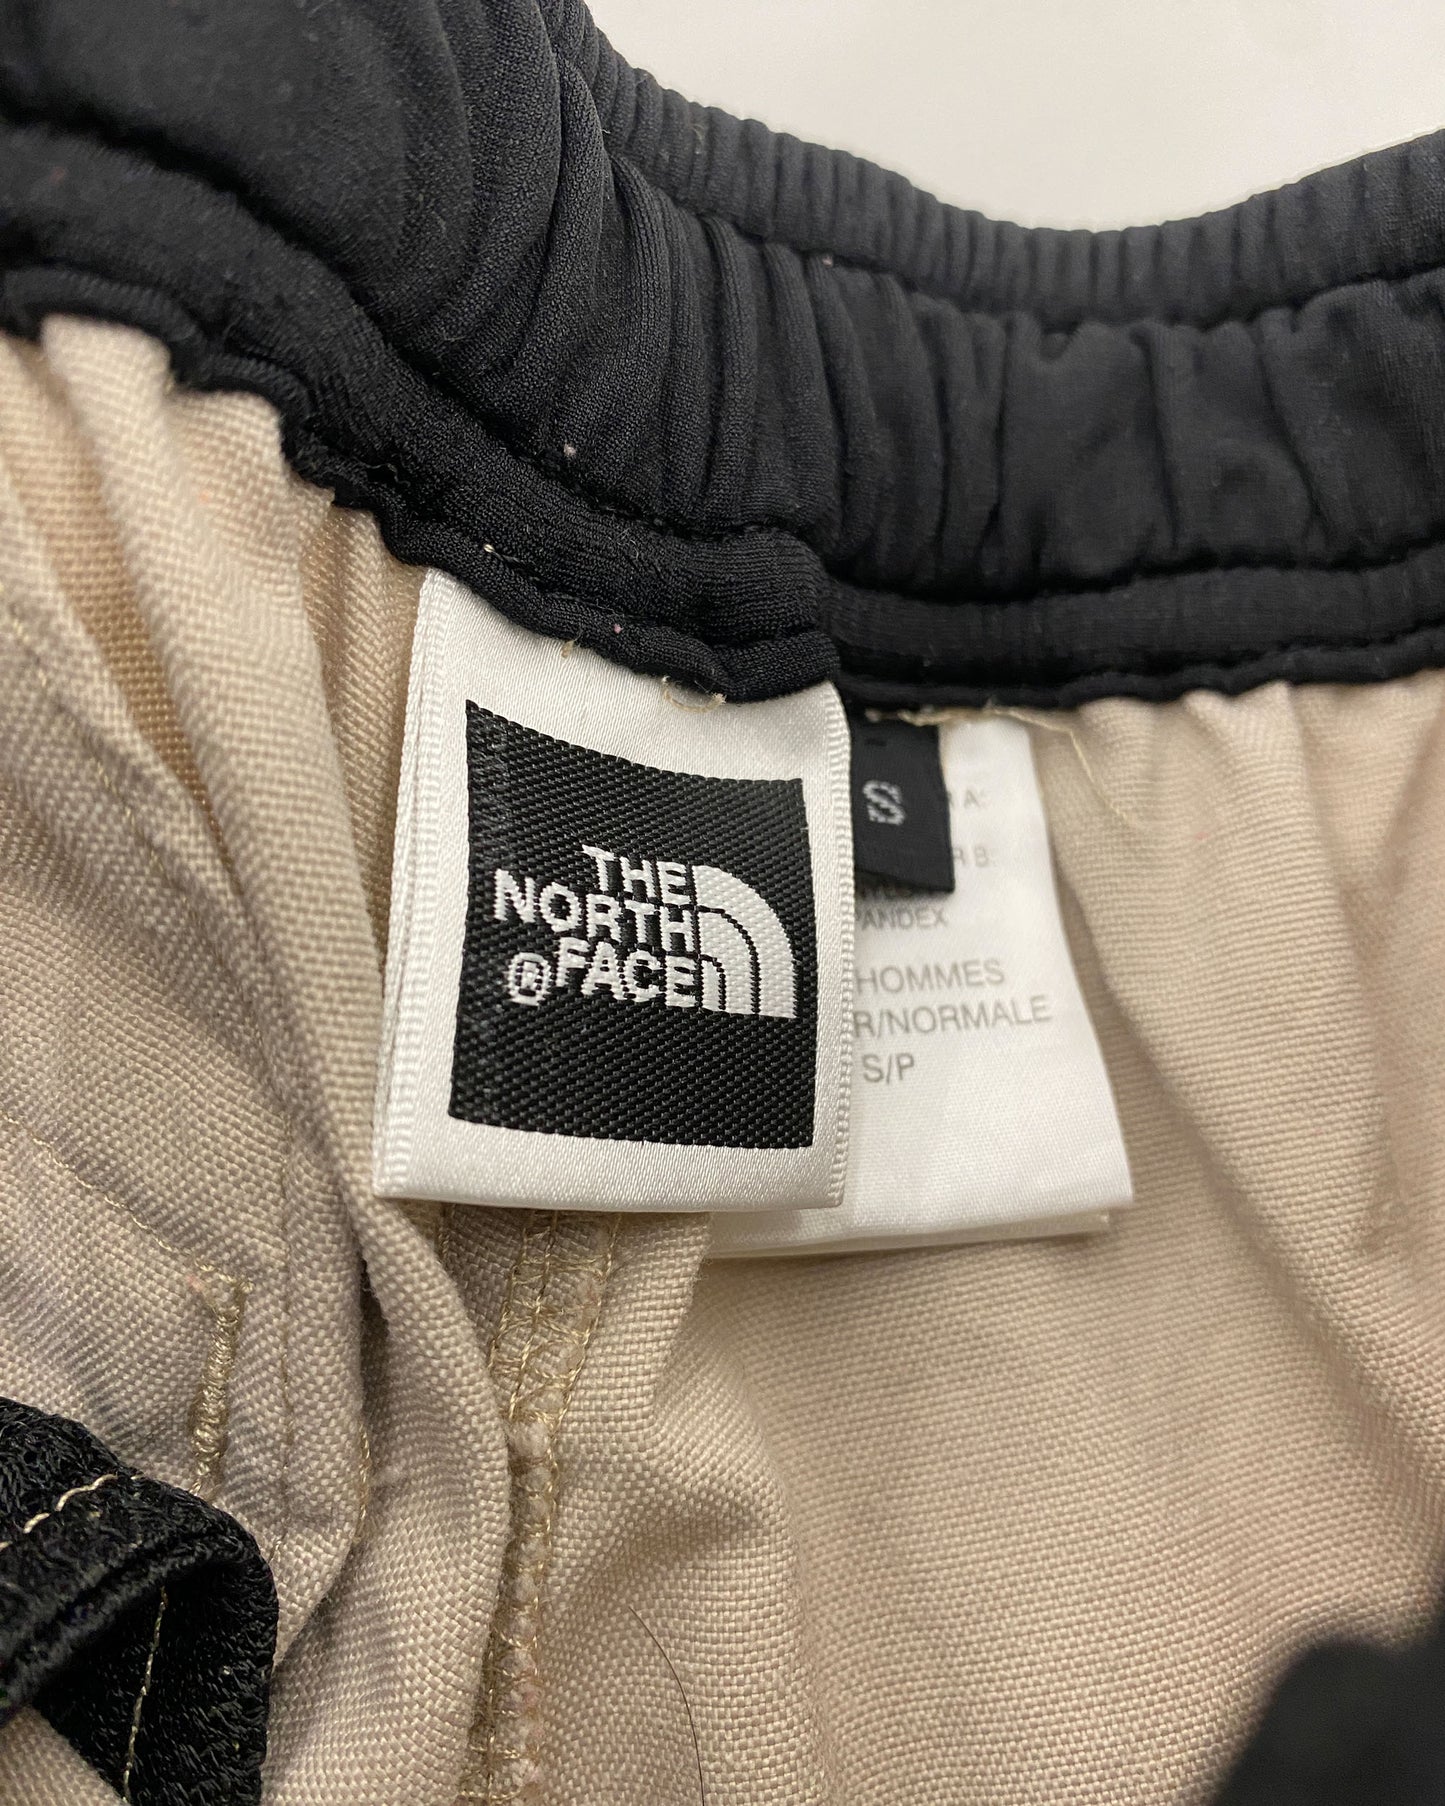 THE
NORTH
® FACE
S
A:
R B:
PANDEX
HOMMES
R/NORMALE
S/P